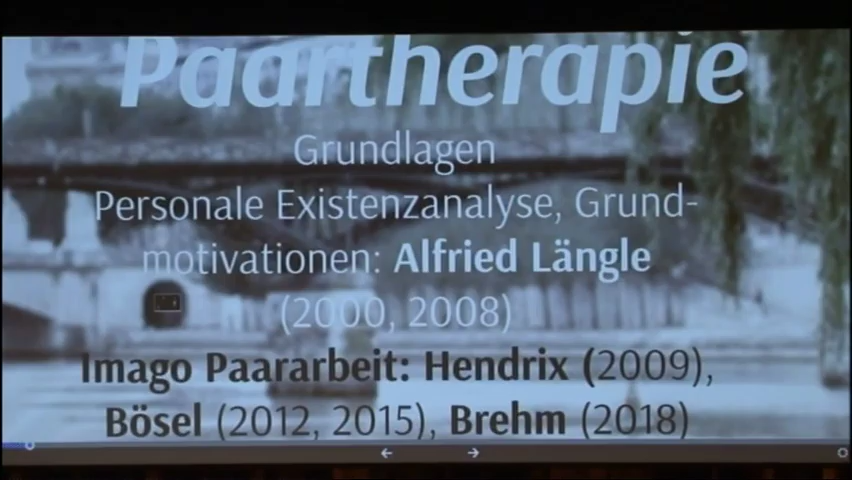 Paartherapie
Grundlagen
Personale Existenzanalyse, Grund-
motivationen: Alfried Längle
(2000, 2008)
Imago Paararbeit: Hendrix (2009),
Bösel (2012, 2015), Brehm (2018)